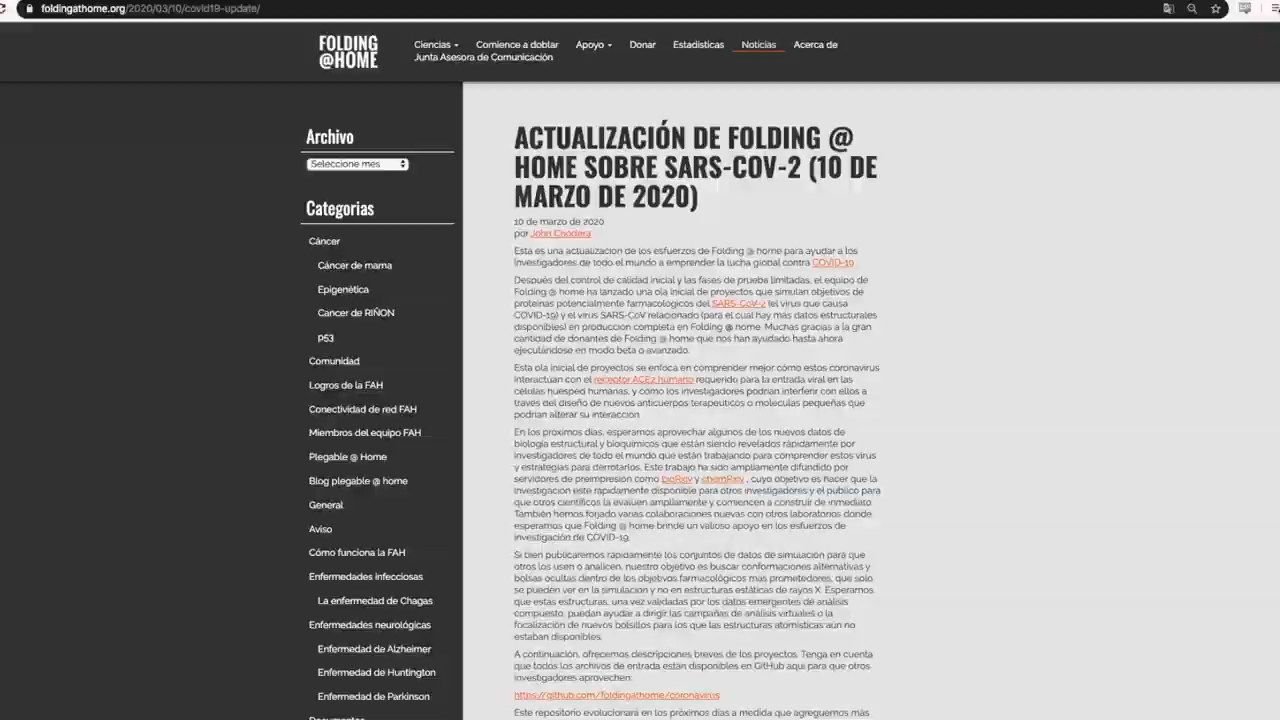 foldingathome.org/2020/03/10/covid19-update/
FOLDING
@HOME
Ciencias
Comience a doblar
Apoyo
Donar
Estadísticas
Noticias
Acerca de
Junta Asesora de Comunicación
Archivo
Seleccione mes
Categorias
Cáncer
Cáncer de mama
Epigenética
Cancer de RIÑON
p53
Comunidad
Logros de la FAH
Conectividad de red FAH
Miembros del equipo FAH
Plegable @ Home
Blog plegable @ home
General
Aviso
Cómo funciona la FAH
Enfermedades infecciosas
La enfermedad de Chagas
Enfermedades neurológicas
Enfermedad de Alzheimer
Enfermedad de Huntington
Enfermedad de Parkinson
Documentos
ACTUALIZACIÓN DE FOLDING @
HOME SOBRE SARS-COV-2 (10 DE
MARZO DE 2020)
10 de marzo de 2020
por John Chodera
Esta es una actualización de los esfuerzos de Folding @ home para ayudar a los
investigadores de todo el mundo a emprender la lucha global contra COVID-19 .
Después del control de calidad inicial y las fases de prueba limitadas, el equipo de
Folding @ home ha lanzado una ola inicial de proyectos que simulan objetivos de
proteínas potencialmente farmacológicos del SARS-CoV-2 (el virus que causa
COVID-19) y el virus SARS-CoV relacionado (para el cual hay más datos estructurales
disponibles) en producción completa en Folding @ home. Muchas gracias a la gran
cantidad de donantes de Folding @ home que nos han ayudado hasta ahora
ejecutándose en modo beta o avanzado.
Esta ola inicial de proyectos se enfoca en comprender mejor cómo estos coronavirus
interactúan con el receptor ACE2 humano requerido para la entrada viral en las
células huésped humanas, y cómo los investigadores podrían interferir con ellos a
través del diseño de nuevos anticuerpos terapéuticos o moléculas pequeñas que
podrían alterar su interacción.
En los próximos días, esperamos aprovechar algunos de los nuevos datos de
biología estructural y bioquímicos que están siendo revelados rápidamente por
investigadores de todo el mundo que están trabajando para comprender estos virus
y estrategias para derrotarlos. Este trabajo ha sido ampliamente difundido por
servidores de preimpresión como bioRxiv y chemRxiv , cuyo objetivo es hacer que la
investigación esté rápidamente disponible para otros investigadores y el público para
que otros científicos la evalúen ampliamente y comiencen a construir de inmediato.
También hemos forjado varias colaboraciones nuevas con otros laboratorios donde
esperamos que Folding @ home brinde un valioso apoyo en los esfuerzos de
investigación de COVID-19.
Si bien publicaremos rápidamente los conjuntos de datos de simulación para que
otros los usen o analicen, nuestro objetivo es buscar conformaciones alternativas y
bolsas ocultas dentro de los objetivos farmacológicos más prometedores, que solo
se pueden ver en la simulación y no en estructuras estáticas de rayos X. Esperamos
que estas estructuras, una vez validadas por los datos emergentes de análisis
compuesto, puedan ayudar a dirigir las campañas de análisis virtuales o la
focalización de nuevos bolsillos para los que las estructuras atomísticas aún no
estaban disponibles.
A continuación, ofrecemos descripciones breves de los proyectos. Tenga en cuenta
que todos los archivos de entrada están disponibles en GitHub aquí para que otros
investigadores aprovechen:
https://github.com/foldingathome/coronavirus
Este repositorio evolucionará en los próximos días a medida que agreguemos más